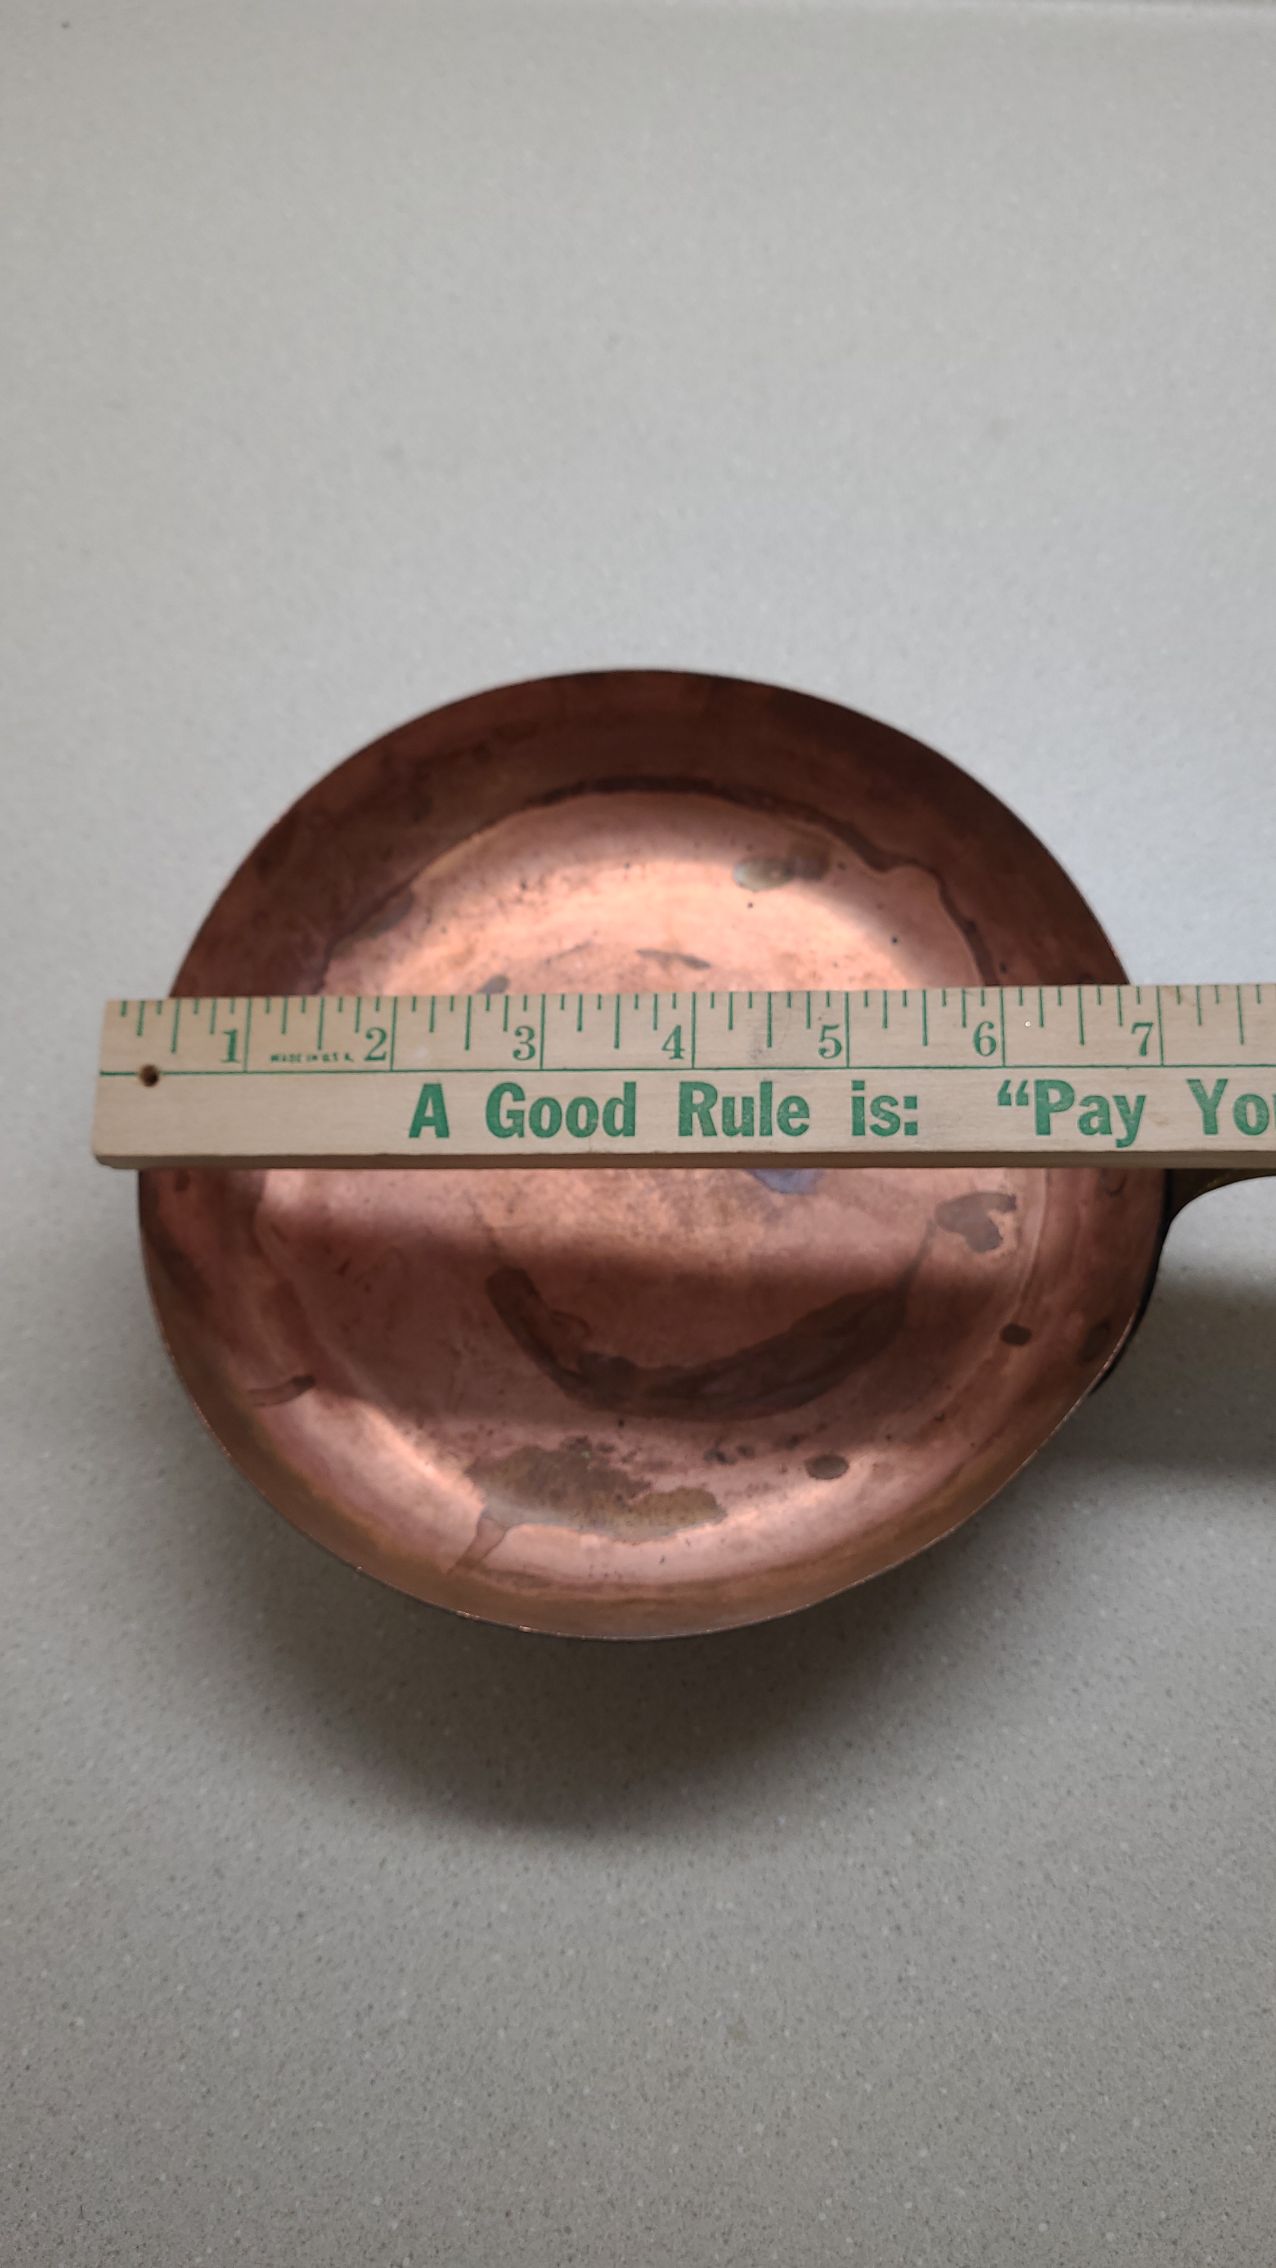 1 2 3 4 5 6 7
MADE IN U.S.A.
A Good Rule is: “Pay Yo